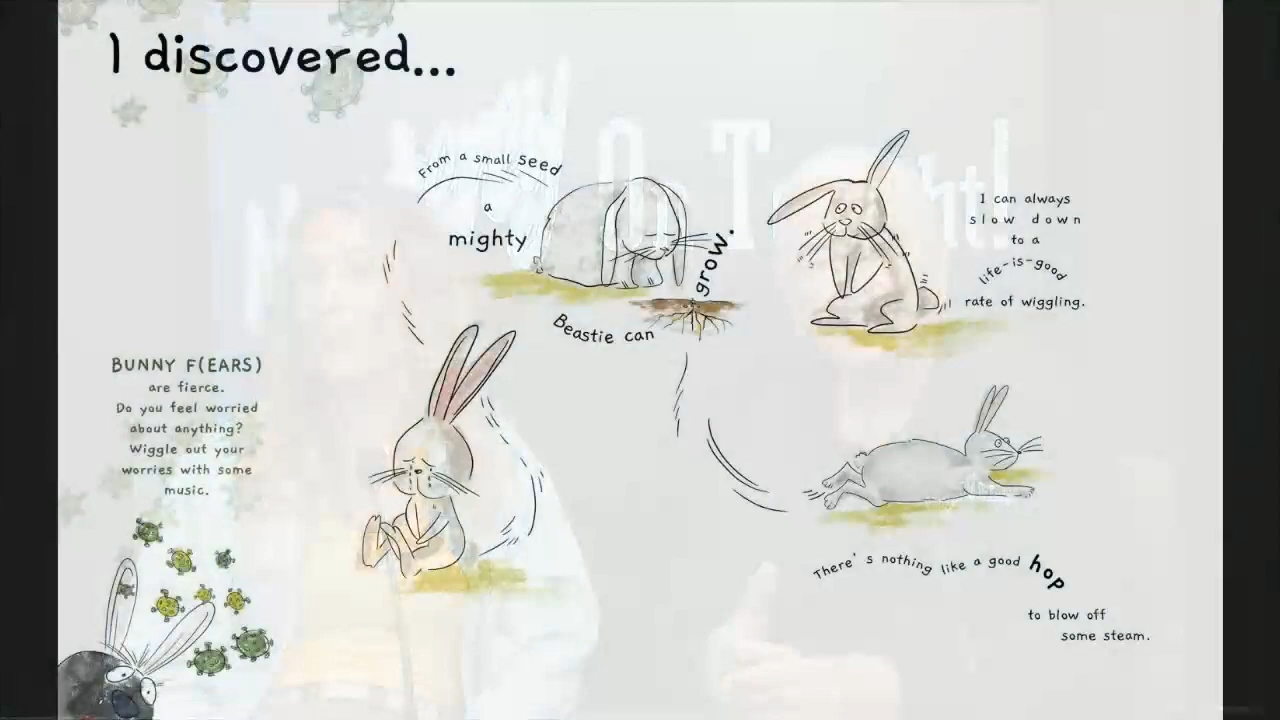 I discovered...
From a small seed
a
mighty
Beastie can
grow.
I can always
slow down
to a
life-is-good
rate of wiggling.
BUNNY F(EARS)
are fierce.
Do you feel worried
about anything?
Wiggle out your
worries with some
music.
There's nothing like a good hop
to blow off
some steam.